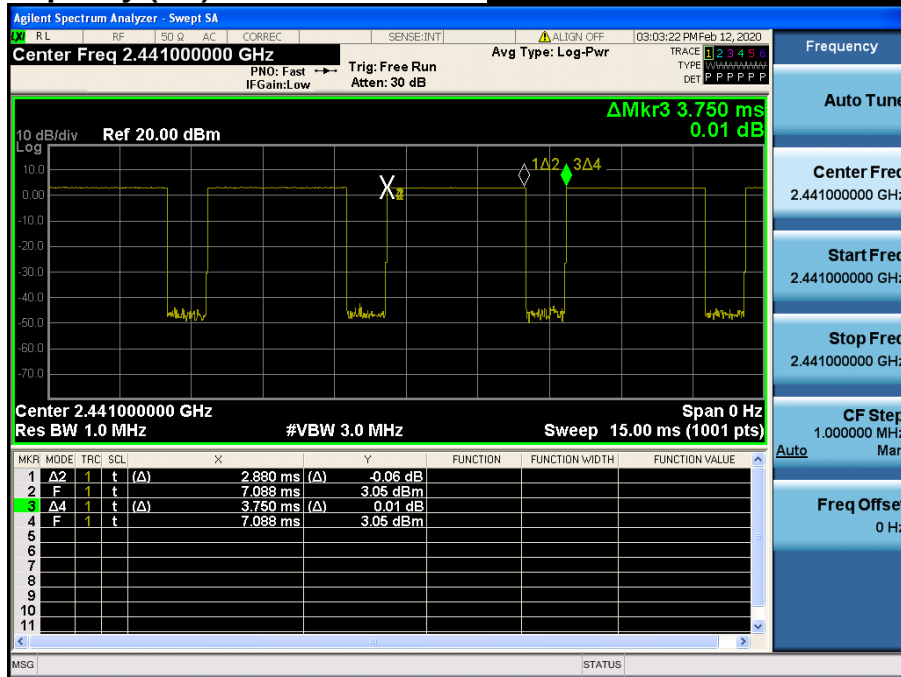 Agilent Spectrum Analyzer - Swept SA
LXI RL RF 50 Ω AC CORREC SENSE:INT ALIGN OFF 03:03:22 PM Feb 12, 2020
Center Freq 2.441000000 GHz
PNO: Fast
IFGain:Low
Trig: Free Run
Atten: 30 dB
Avg Type: Log-Pwr
TRACE 1 2 3 4 5 6
TYPE
DET P P P P P P
ΔMkr3 3.750 ms
0.01 dB
10 dB/div Ref 20.00 dBm
Log
10.0
0.00
-10.0
-20.0
-30.0
-40.0
-50.0
-60.0
-70.0
1Δ2 3Δ4
X
Center 2.441000000 GHz Span 0 Hz
Res BW 1.0 MHz #VBW 3.0 MHz Sweep 15.00 ms (1001 pts)
MKR MODE TRC SCL X Y FUNCTION FUNCTION WIDTH FUNCTION VALUE
1 Δ2 1 t (Δ) 2.880 ms (Δ) -0.06 dB
2 F 1 t 7.088 ms 3.05 dBm
3 Δ4 1 t (Δ) 3.750 ms (Δ) 0.01 dB
4 F 1 t 7.088 ms 3.05 dBm
5
6
7
8
9
10
11
MSG STATUS
Frequency
Auto Tune
Center Freq
2.441000000 GHz
Start Freq
2.441000000 GHz
Stop Freq
2.441000000 GHz
CF Step
1.000000 MHz
Auto Man
Freq Offset
0 Hz